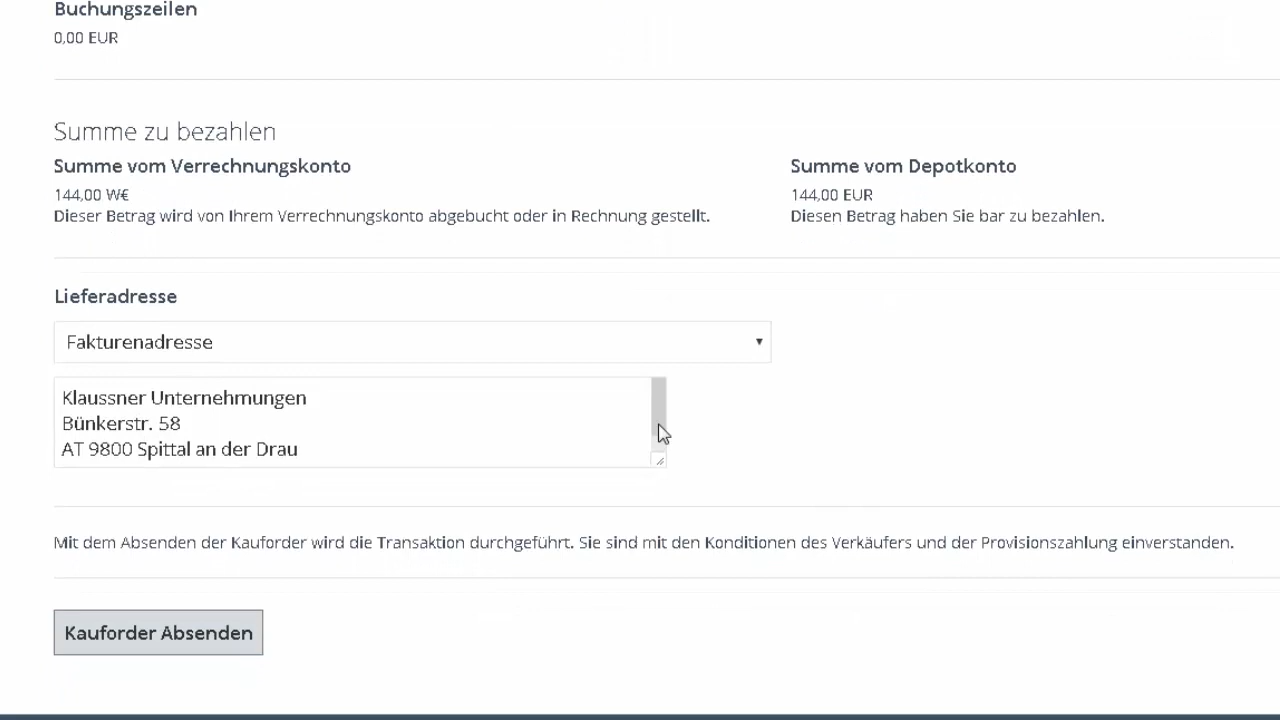 Buchungszeilen
0,00 EUR
Summe zu bezahlen
Summe vom Verrechnungskonto
144,00 W€
Dieser Betrag wird von Ihrem Verrechnungskonto abgebucht oder in Rechnung gestellt.
Summe vom Depotkonto
144,00 EUR
Diesen Betrag haben Sie bar zu bezahlen.
Lieferadresse
Fakturenadresse
Klaussner Unternehmungen
Bünkerstr. 58
AT 9800 Spittal an der Drau
Mit dem Absenden der Kauforder wird die Transaktion durchgeführt. Sie sind mit den Konditionen des Verkäufers und der Provisionszahlung einverstanden.
Kauforder Absenden